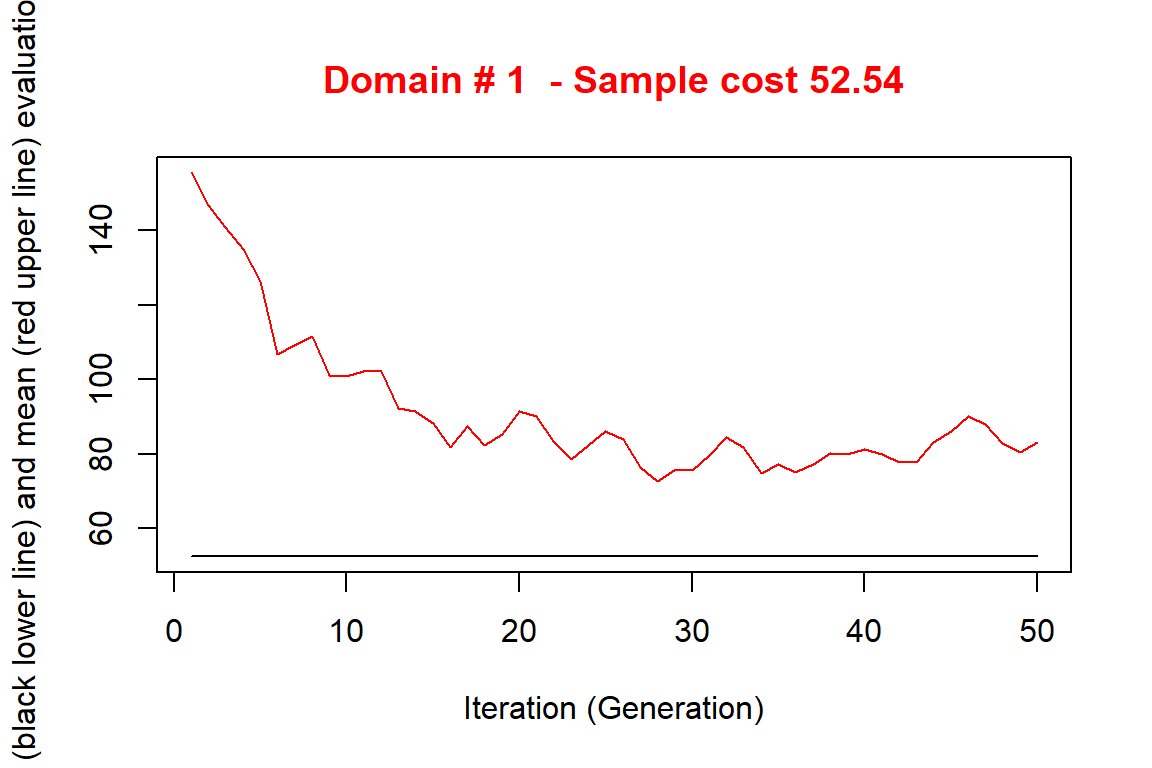 Domain # 1  - Sample cost 52.54
(black lower line) and mean (red upper line) evaluatio
140
100
80
60
0 10 20 30 40 50
Iteration (Generation)